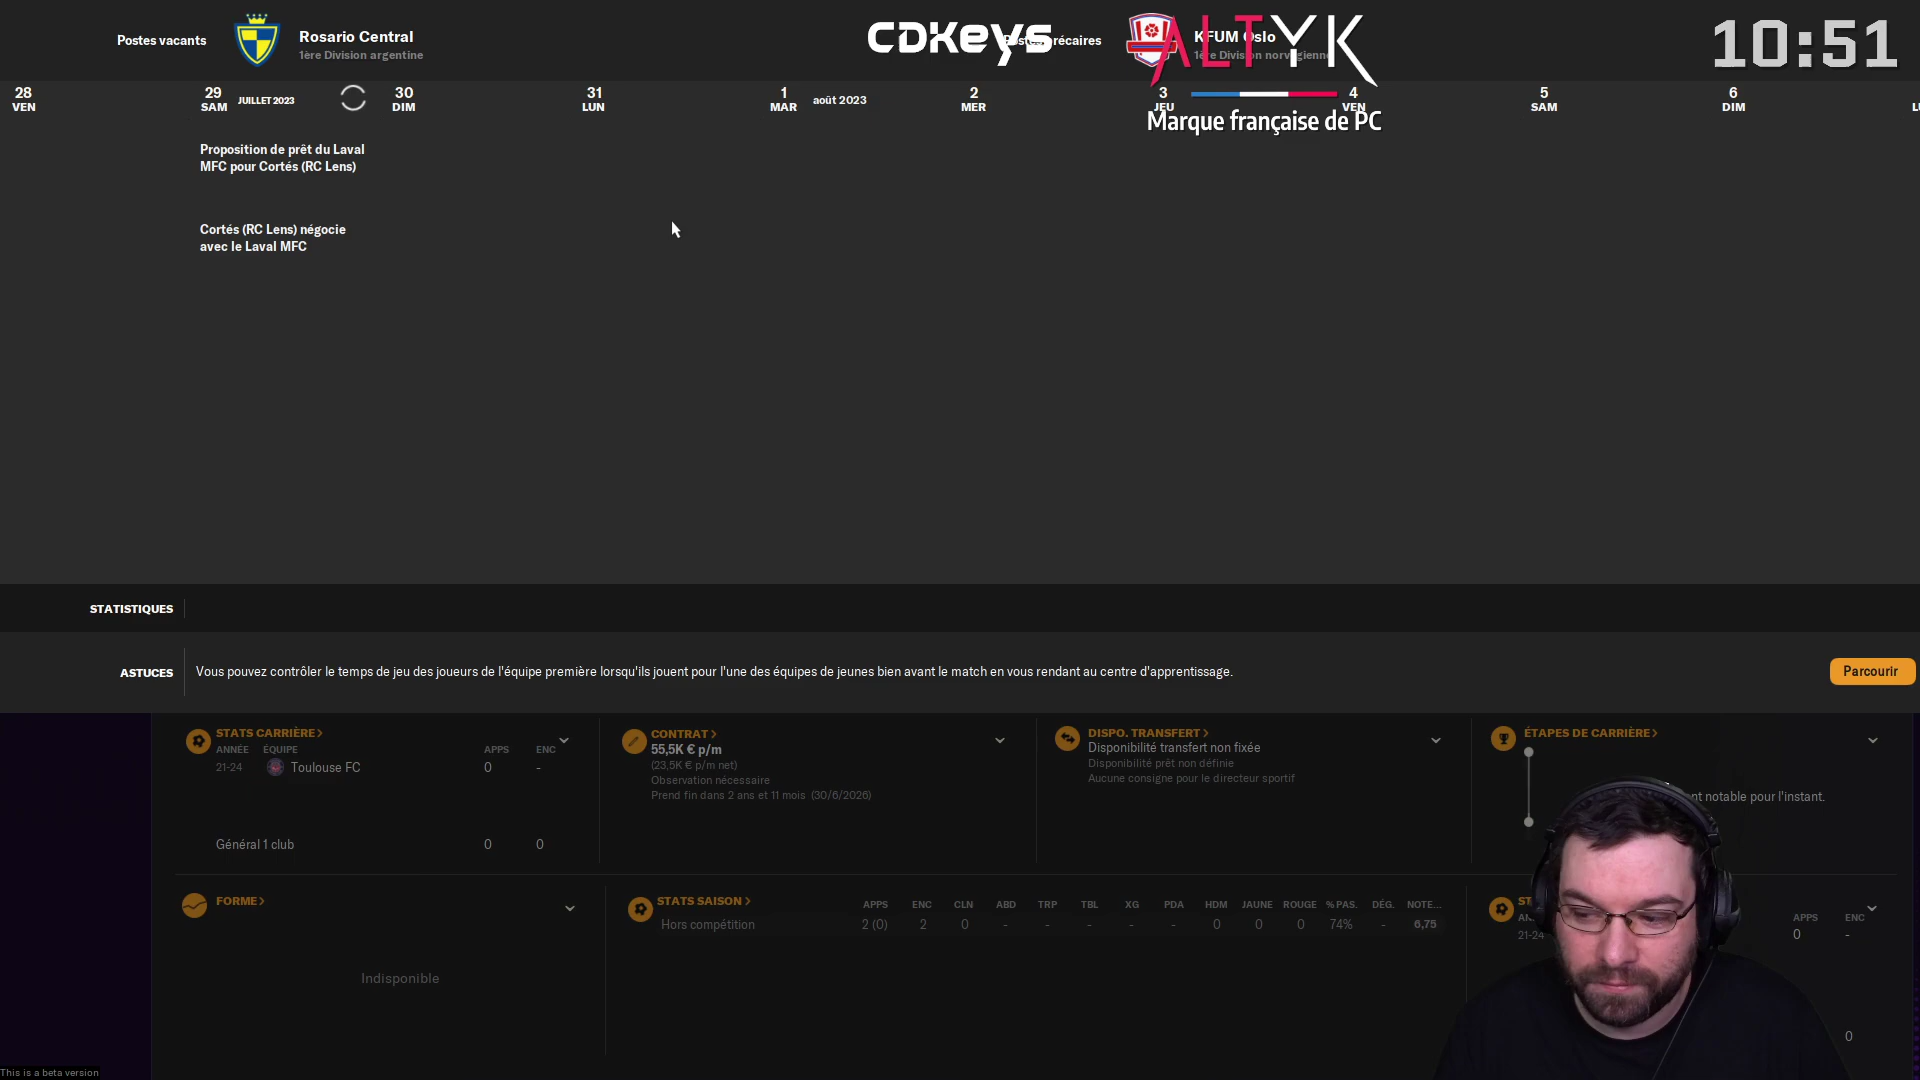 Postes vacants
Rosario Central
1ère Division argentine
CDKeys
récaires
ALTYK
KFUM Oslo
1ère Division norvégienne
10:51
28
VEN
29
SAM
JUILLET 2023
30
DIM
31
LUN
1
MAR
août 2023
2
MER
3
JEU
4
VEN
5
SAM
6
DIM
Marque française de PC
Proposition de prêt du Laval
MFC pour Cortés (RC Lens)
Cortés (RC Lens) négocie
avec le Laval MFC
STATISTIQUES
ASTUCES
Vous pouvez contrôler le temps de jeu des joueurs de l'équipe première lorsqu'ils jouent pour l'une des équipes de jeunes bien avant le match en vous rendant au centre d'apprentissage.
Parcourir
STATS CARRIÈRE
ANNÉE ÉQUIPE APPS ENC
21-24 Toulouse FC 0 -
Général 1 club 0 0
CONTRAT
55,5K € p/m
(23,5K € p/m net)
Observation nécessaire
Prend fin dans 2 ans et 11 mois (30/6/2026)
DISPO. TRANSFERT
Disponibilité transfert non fixée
Disponibilité prêt non définie
Aucune consigne pour le directeur sportif
ÉTAPES DE CARRIÈRE
notable pour l'instant.
FORME
Indisponible
STATS SAISON APPS ENC CLN ABD TRP TBL XG PDA HDM JAUNE ROUGE % PAS. DÉG. NOTE...
Hors compétition 2 (0) 2 0 - - - - - 0 0 0 74% - 6,75
APPS ENC
21-24 0 -
0
This is a beta version